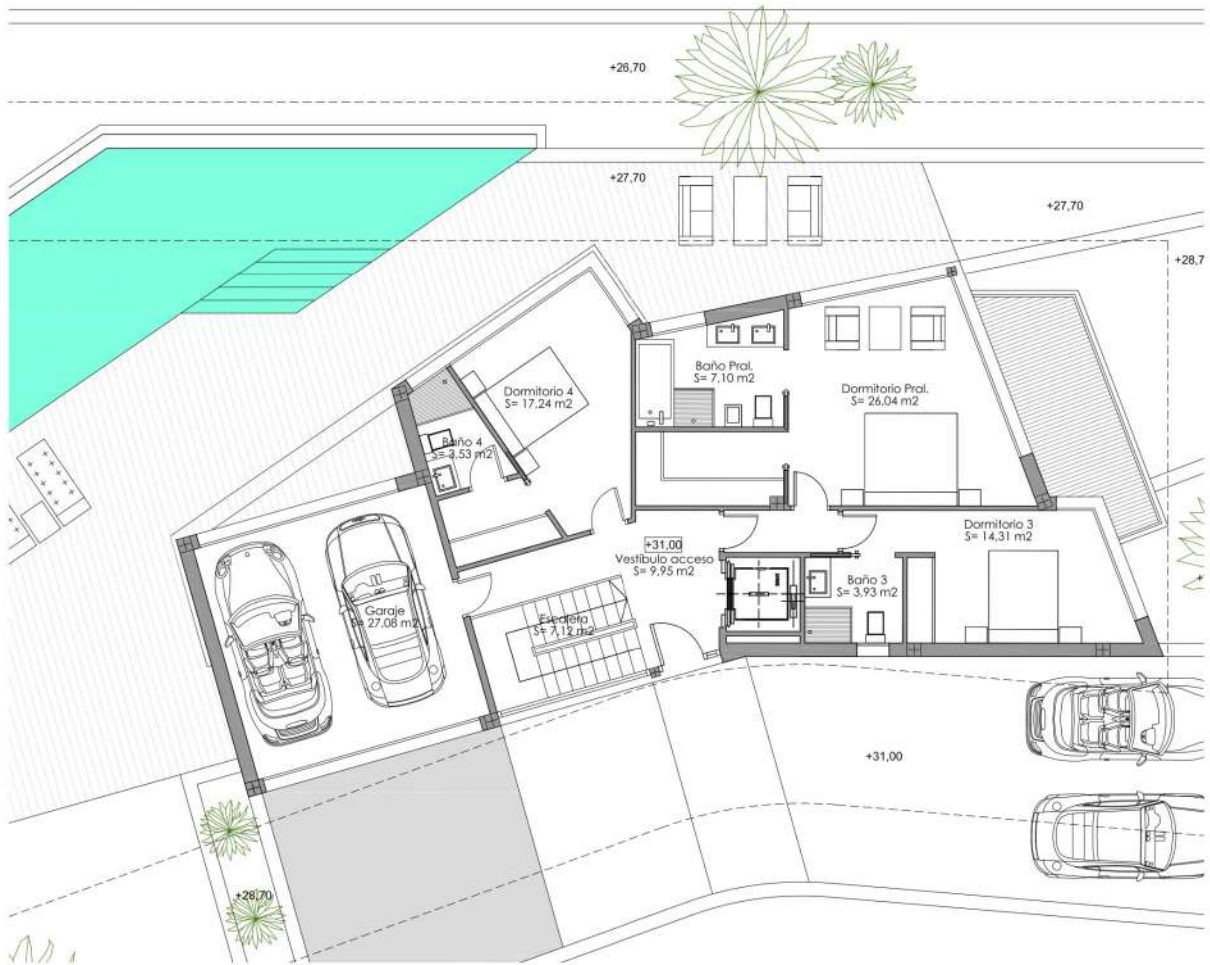 +26,70
+27,70
+27,70
+28,7
Baño Pral.
S= 7,10 m2
Dormitorio 4
S= 17,24 m2
Dormitorio Pral.
S= 26,04 m2
Baño 4
S= 3,53 m2
Dormitorio 3
S= 14,31 m2
+31,00
Vestíbulo acceso
S= 9,95 m2
Baño 3
S= 3,93 m2
Garaje
S= 27,08 m2
Escalera
S= 7,12 m2
+31,00
+28,70